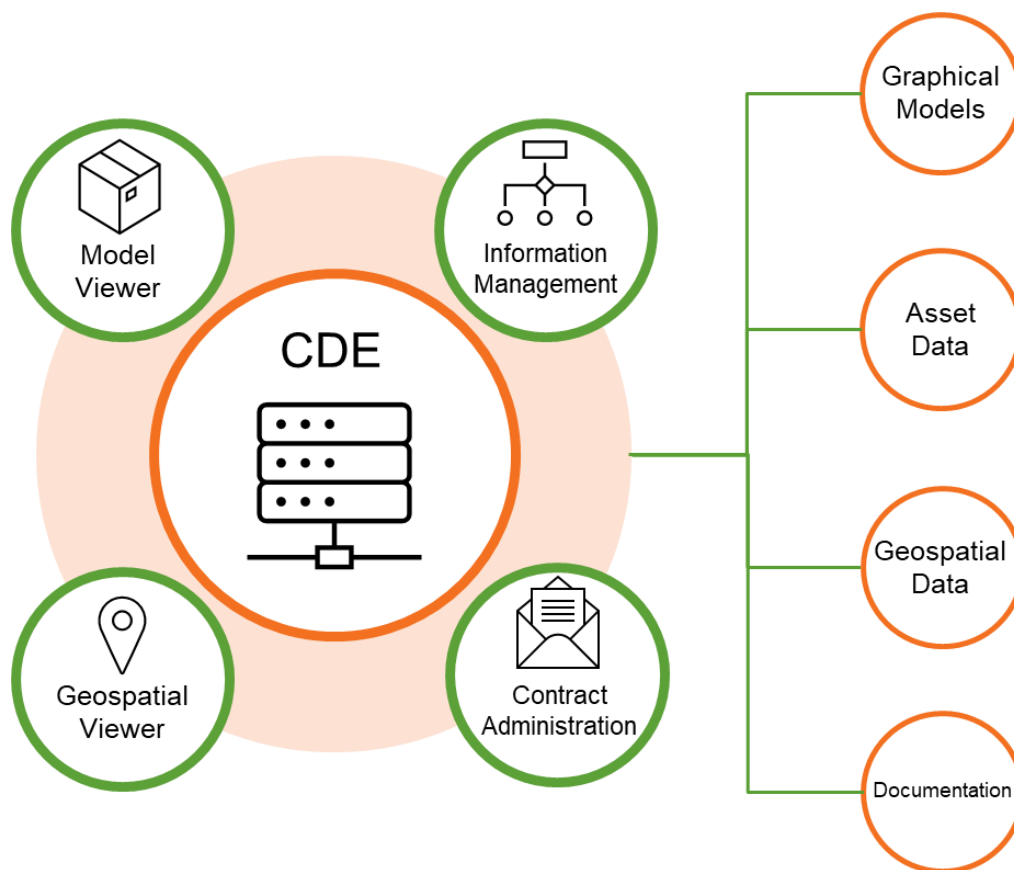 CDE
Model
Viewer
Information
Management
Geospatial
Viewer
Contract
Administration
Graphical
Models
Asset
Data
Geospatial
Data
Documentation